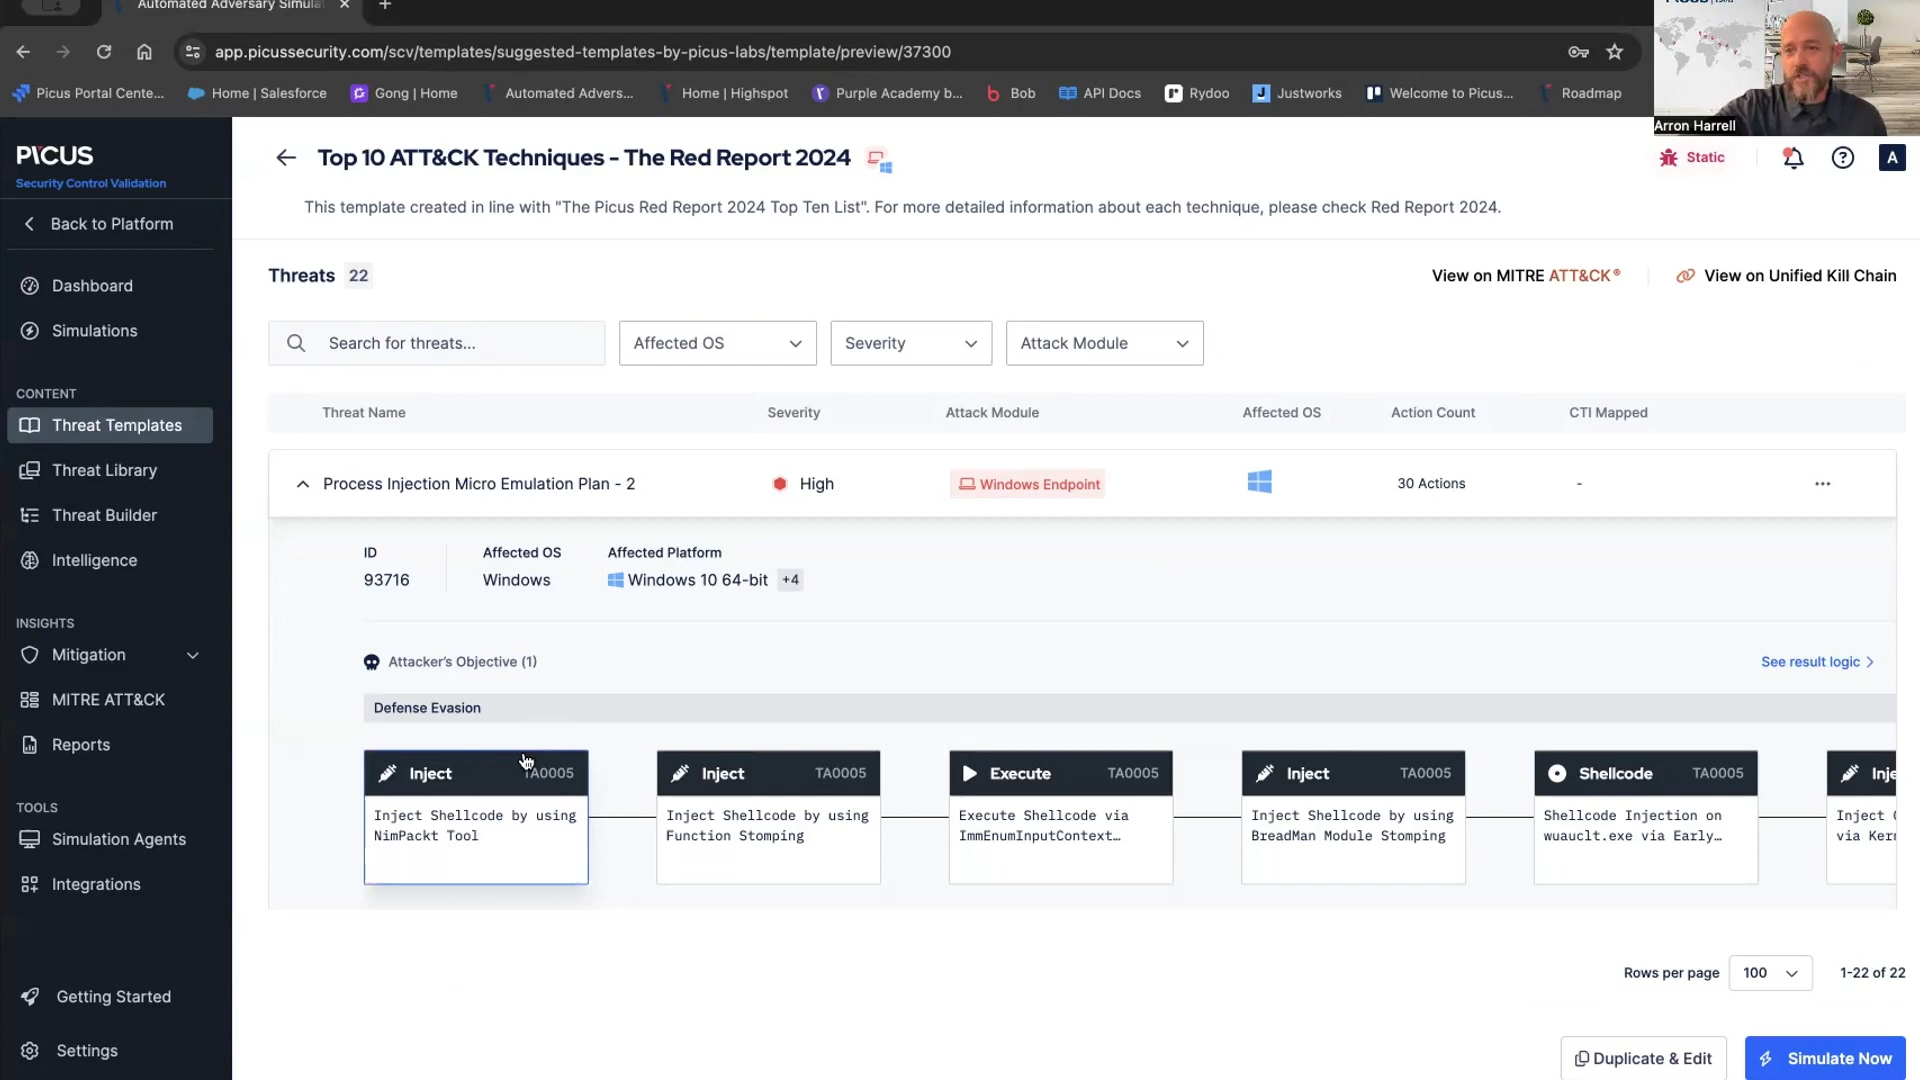 Automated Adversary Simula
app.picussecurity.com/scv/templates/suggested-templates-by-picus-labs/template/preview/37300
Picus Portal Cente...
Home | Salesforce
Gong | Home
Automated Advers...
Home | Highspot
Purple Academy b...
Bob
API Docs
Rydoo
Justworks
Welcome to Picus...
Roadmap
Arron Harrell
PICUS
Security Control Validation
Back to Platform
Dashboard
Simulations
CONTENT
Threat Templates
Threat Library
Threat Builder
Intelligence
INSIGHTS
Mitigation
MITRE ATT&CK
Reports
TOOLS
Simulation Agents
Integrations
Getting Started
Settings
Top 10 ATT&CK Techniques - The Red Report 2024
Static
A
This template created in line with "The Picus Red Report 2024 Top Ten List". For more detailed information about each technique, please check Red Report 2024.
Threats 22
View on MITRE ATT&CK®
View on Unified Kill Chain
Search for threats...
Affected OS
Severity
Attack Module
Threat Name Severity Attack Module Affected OS Action Count CTI Mapped
Process Injection Micro Emulation Plan - 2 High Windows Endpoint 30 Actions -
ID Affected OS Affected Platform
93716 Windows Windows 10 64-bit +4
Attacker's Objective (1)
See result logic
Defense Evasion
Inject TA0005
Inject Shellcode by using
NimPackt Tool
Inject TA0005
Inject Shellcode by using
Function Stomping
Execute TA0005
Execute Shellcode via
ImmEnumInputContext…
Inject TA0005
Inject Shellcode by using
BreadMan Module Stomping
Shellcode TA0005
Shellcode Injection on
wuauclt.exe via Early…
Inje
Inject
via Ker
Rows per page 100 1-22 of 22
Duplicate & Edit
Simulate Now